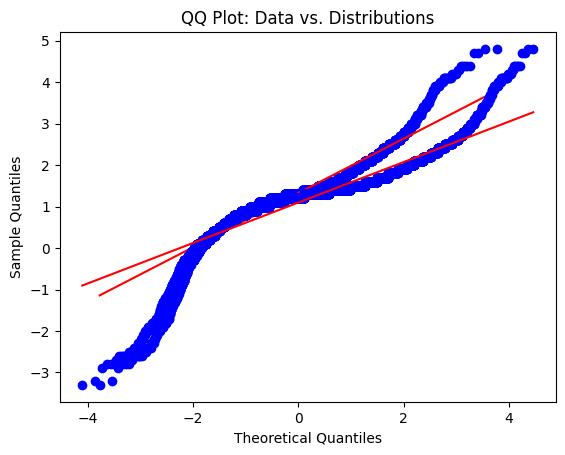 QQ Plot: Data vs. Distributions
5
4
3
2
1
0
−1
−2
−3
Sample Quantiles
−4 −2 0 2 4
Theoretical Quantiles